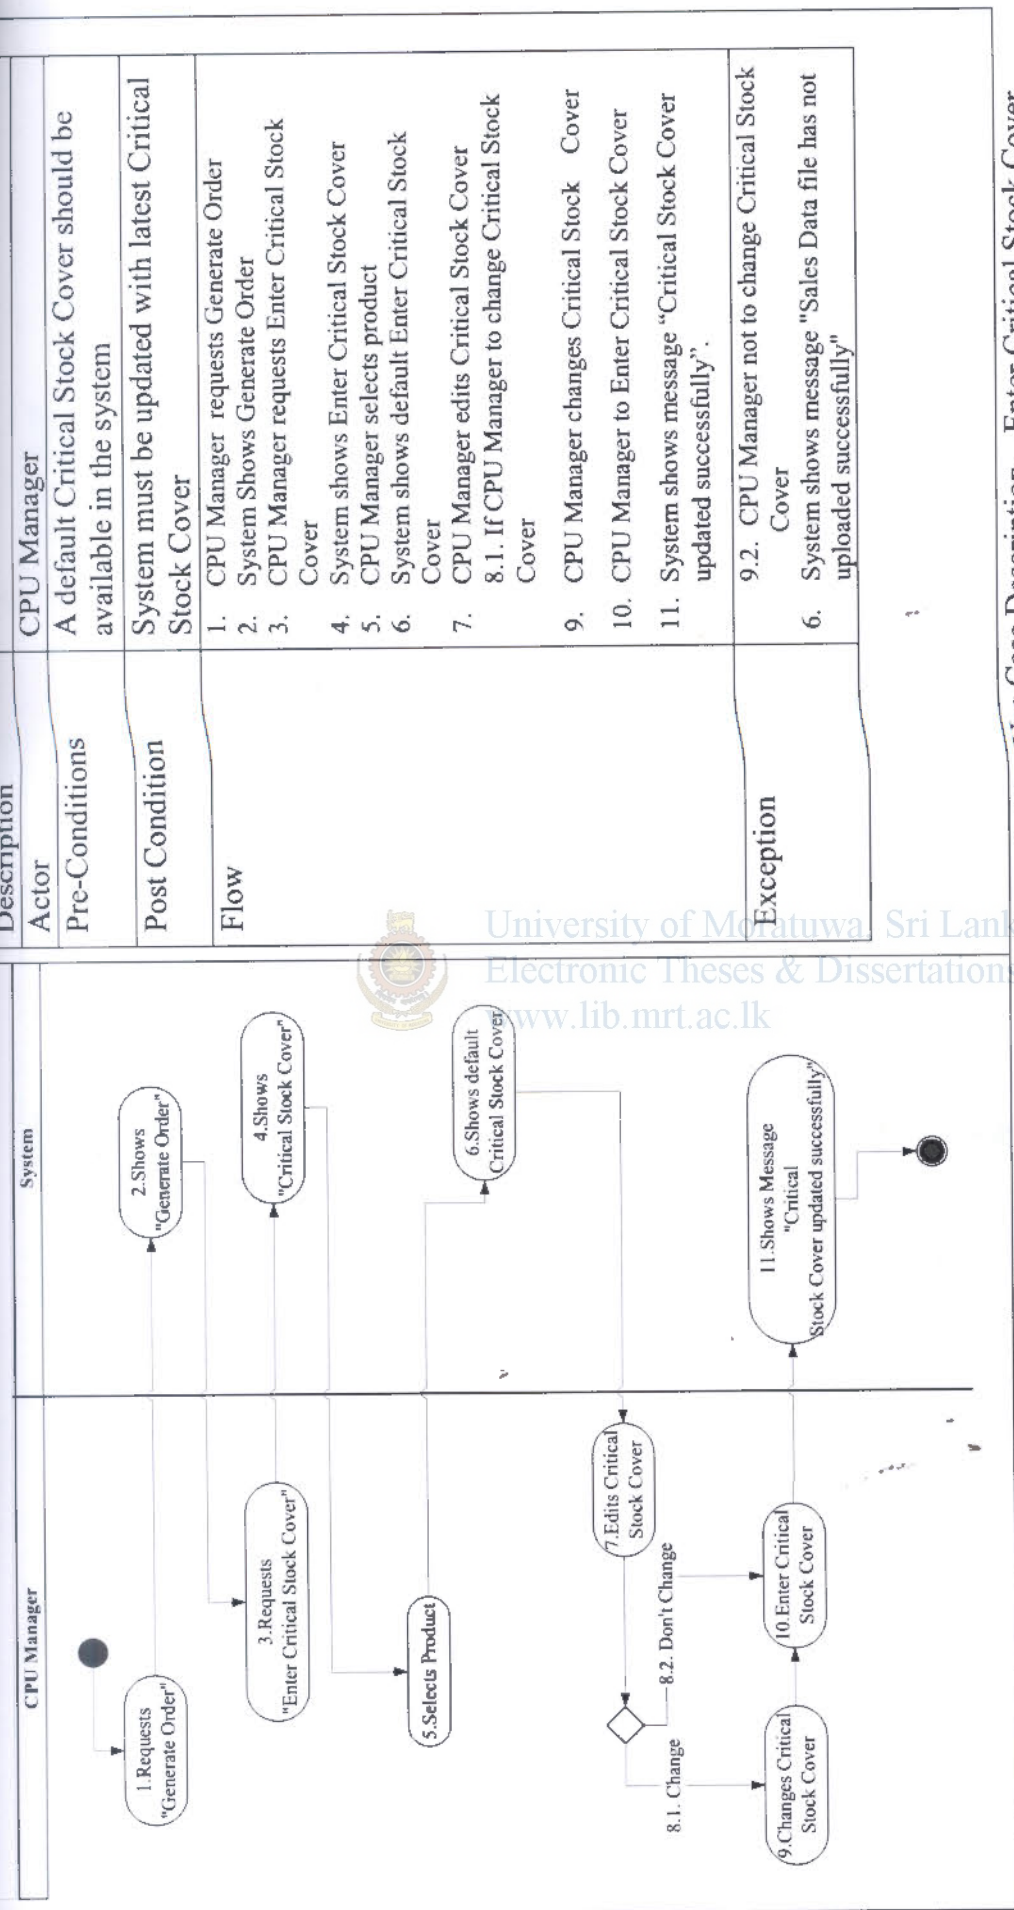 Description
Actor
CPU Manager
Pre-Conditions
A default Critical Stock Cover should be
available in the system
Post Condition
System must be updated with latest Critical
Stock Cover
Flow
1. CPU Manager requests Generate Order
2. System Shows Generate Order
3. CPU Manager requests Enter Critical Stock
Cover
4. System shows Enter Critical Stock Cover
5. CPU Manager selects product
6. System shows default Enter Critical Stock
Cover
7. CPU Manager edits Critical Stock Cover
8.1. If CPU Manager to change Critical Stock
Cover
9. CPU Manager changes Critical Stock Cover
10. CPU Manager to Enter Critical Stock Cover
11. System shows message “Critical Stock Cover
updated successfully”.
Exception
9.2. CPU Manager not to change Critical Stock
Cover
6. System shows message "Sales Data file has not
uploaded successfully"
Case Description - Enter Critical Stock Cover
CPU Manager
System
1.Requests
"Generate Order"
2.Shows
"Generate Order"
3.Requests
"Enter Critical Stock Cover"
4.Shows
"Critical Stock Cover"
5.Selects Product
6.Shows default
Critical Stock Cover
7.Edits Critical
Stock Cover
8.1. Change
8.2. Don't Change
9.Changes Critical
Stock Cover
10.Enter Critical
Stock Cover
11.Shows Message
"Critical
Stock Cover updated successfully"
University of Moratuwa, Sri Lank
Electronic Theses & Dissertations
www.lib.mrt.ac.lk